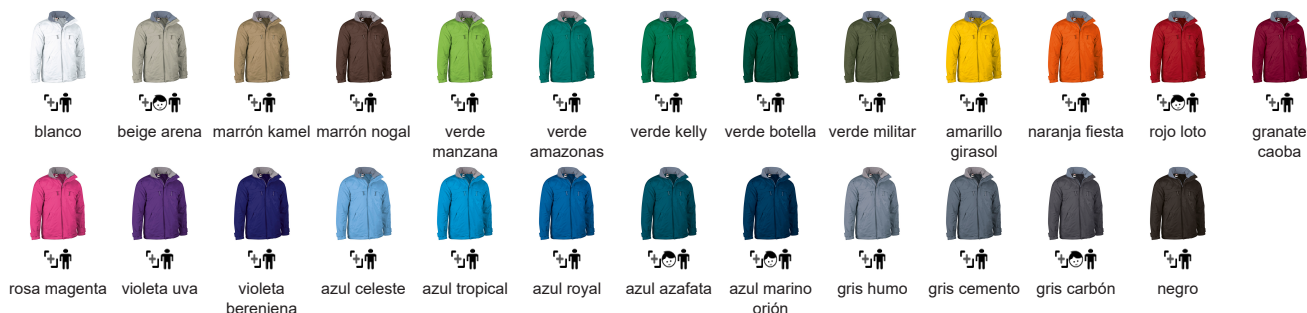 blanco
beige arena
marrón kamel
marrón nogal
verde
manzana
verde
amazonas
verde kelly
verde botella
verde militar
amarillo
girasol
naranja fiesta
rojo loto
granate
caoba
rosa magenta
violeta uva
violeta
berenjena
azul celeste
azul tropical
azul royal
azul azafata
azul marino
orión
gris humo
gris cemento
gris carbón
negro